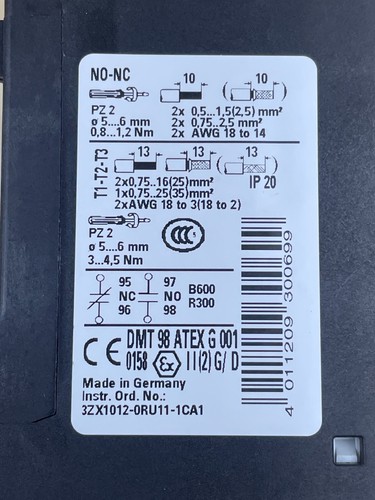 NO-NC
10
( 10 )
PZ 2
ø 5....6 mm
0,8...1,2 Nm
2x 0,5...1,5(2,5) mm²
2x 0,75...2,5 mm²
2x AWG 18 to 14
T1-T2-T3
13
13
( 13 )
2x0,75...16(25)mm²
1x0,75...25(35)mm²
2xAWG 18 to 3(18 to 2)
IP 20
PZ 2
ø 5....6 mm
3...4,5 Nm
CCC
95
NC
96
97
NO
98
B600
R300
CE
0158
DMT 98 ATEX G 001
Ex II(2) G/ D
Made in Germany
Instr. Ord. No.:
3ZX1012-0RU11-1CA1
4 011209 300699